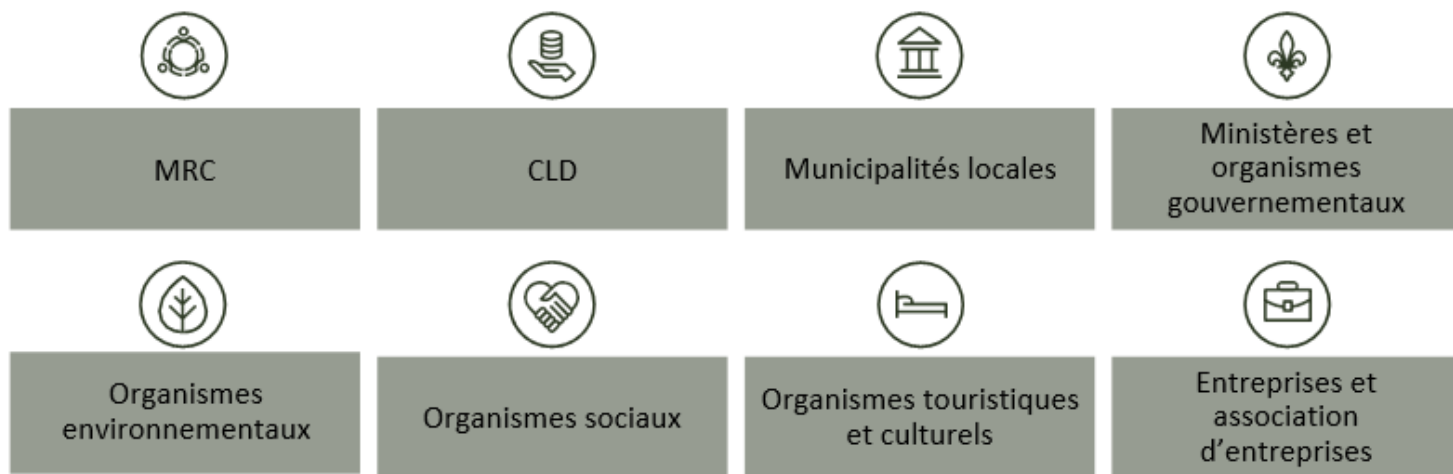 MRC
CLD
Municipalités locales
Ministères et
organismes
gouvernementaux
Organismes
environnementaux
Organismes sociaux
Organismes touristiques
et culturels
Entreprises et
association
d’entreprises